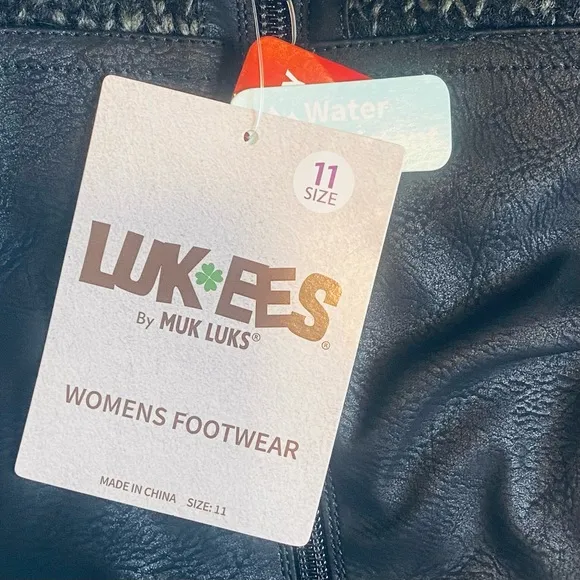 Water
11
SIZE
LUK EES®
By MUK LUKS®
WOMENS FOOTWEAR
MADE IN CHINA SIZE: 11